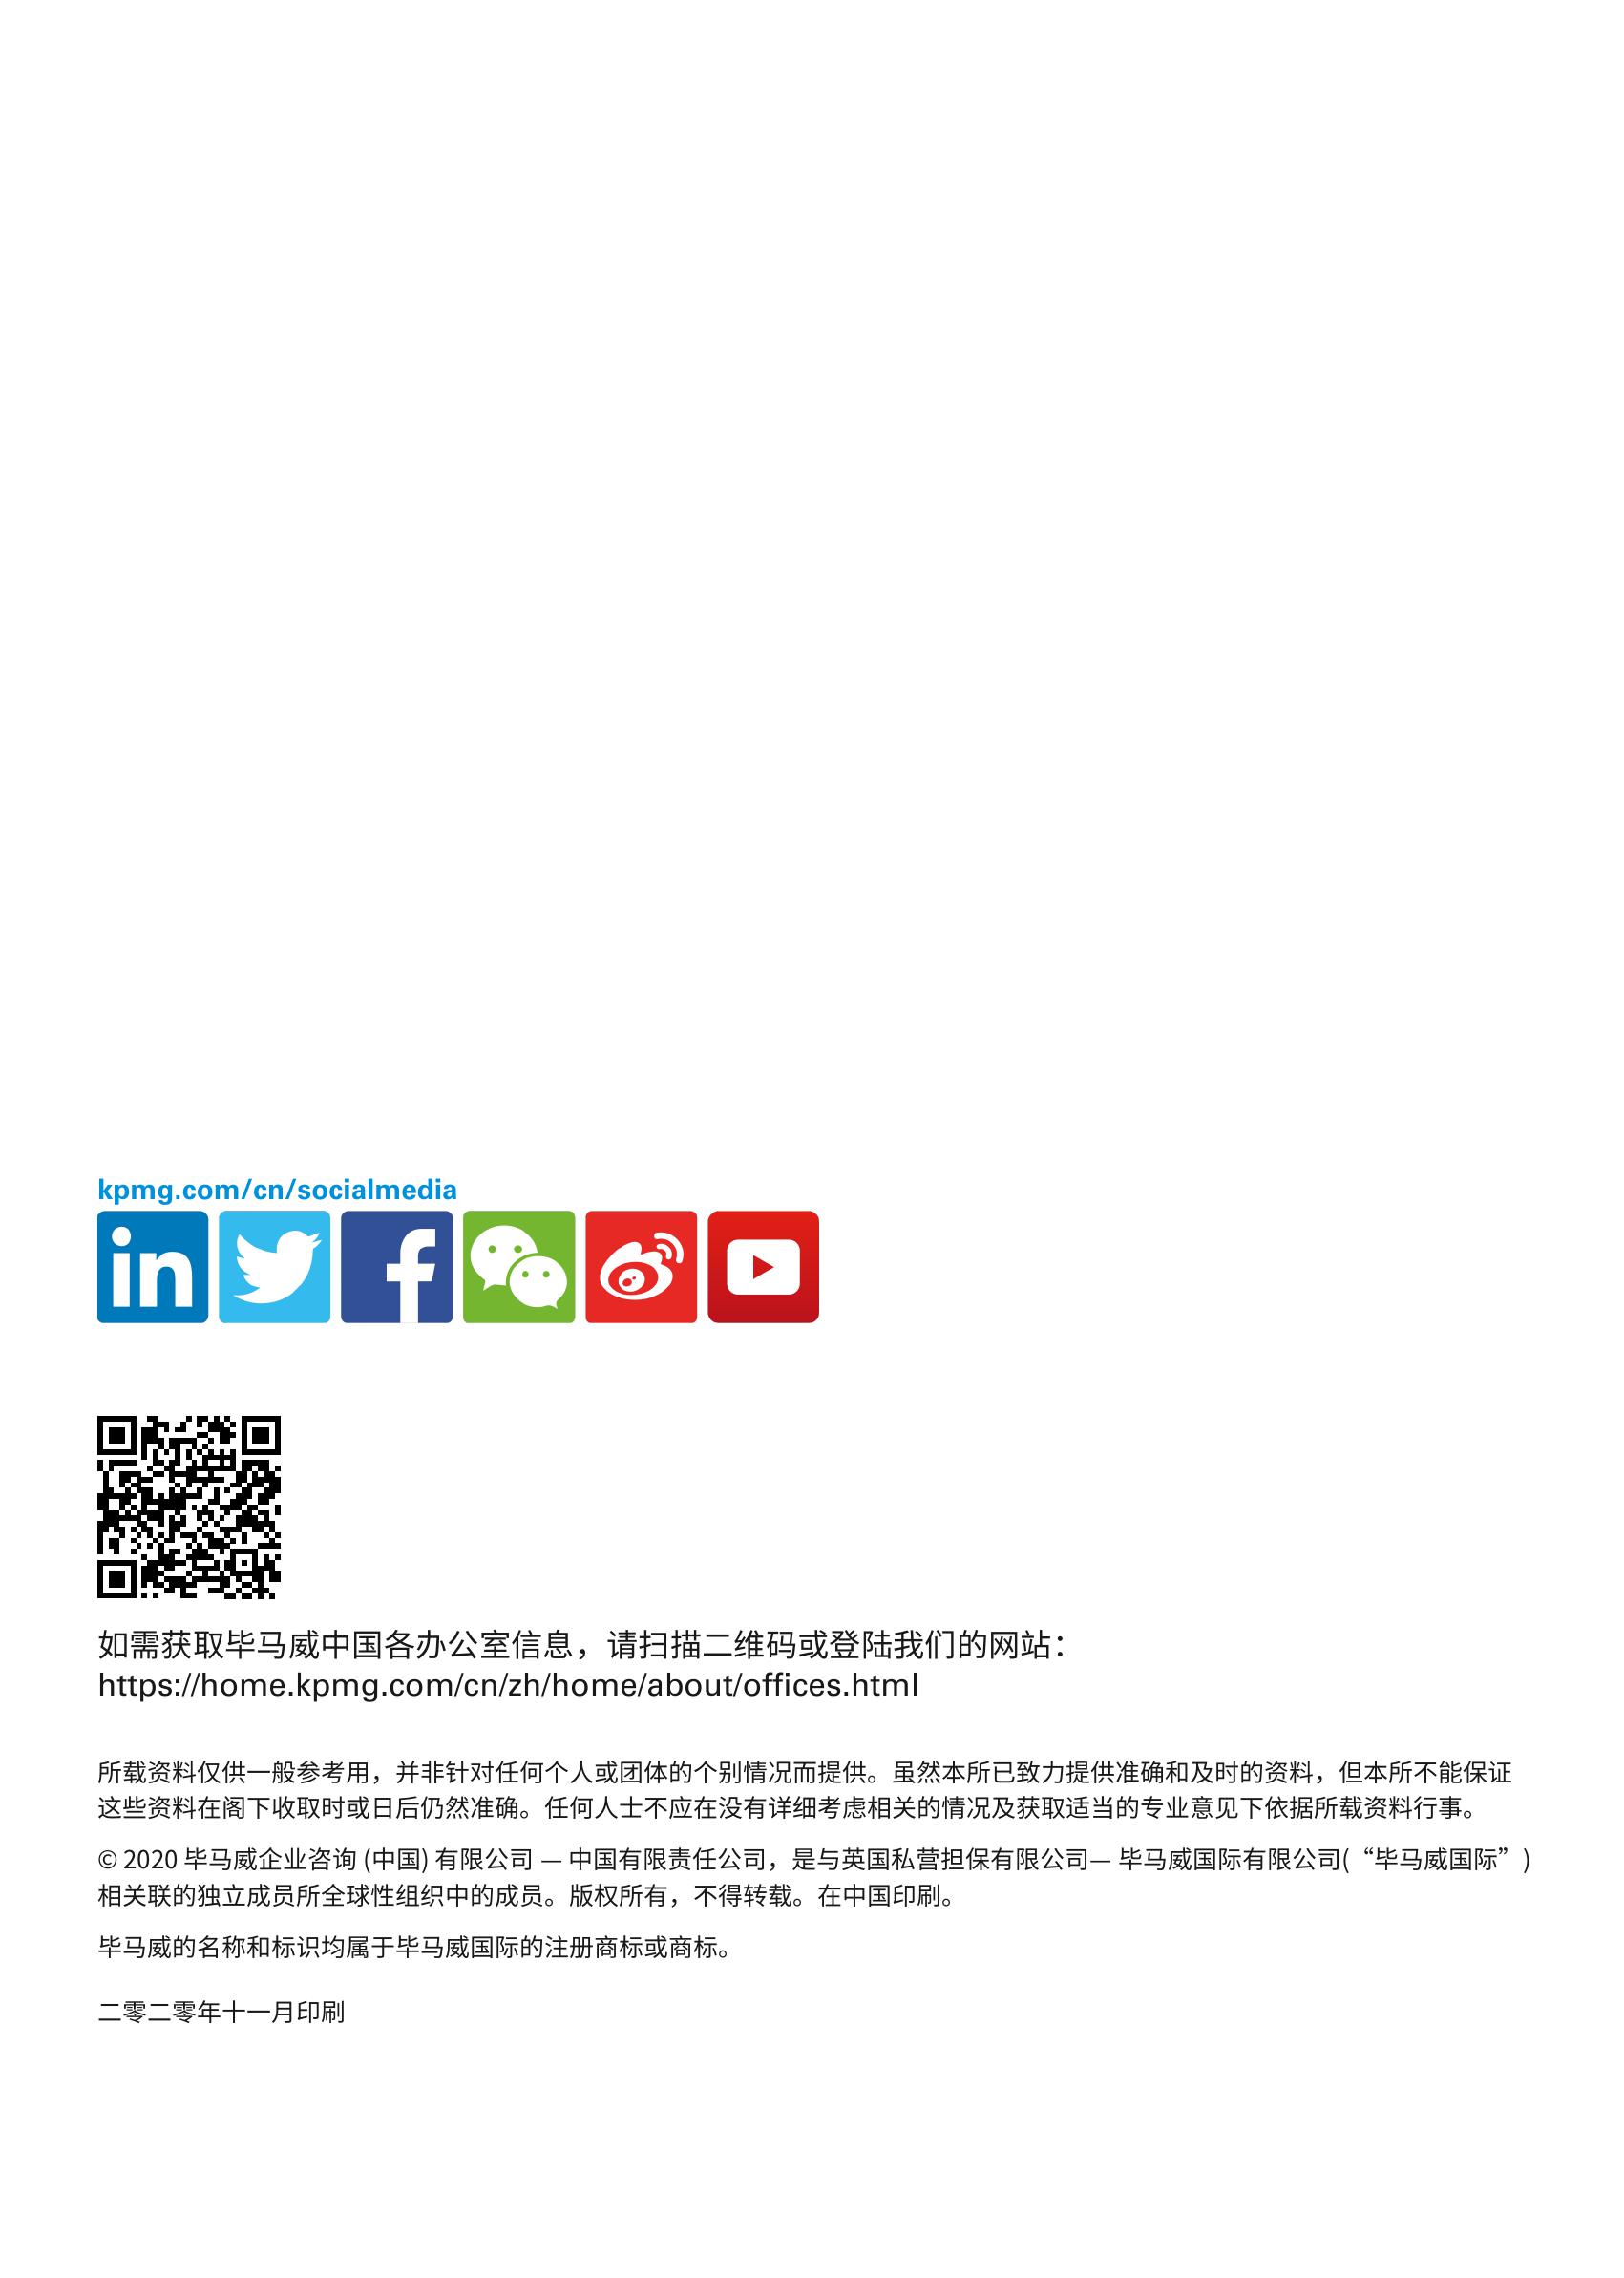 kpmg.com/cn/socialmedia
in
如需获取毕马威中国各办公室信息，请扫描二维码或登陆我们的网站：
https://home.kpmg.com/cn/zh/home/about/offices.html
所载资料仅供一般参考用，并非针对任何个人或团体的个别情况而提供。虽然本所已致力提供准确和及时的资料，但本所不能保证
这些资料在阁下收取时或日后仍然准确。任何人士不应在没有详细考虑相关的情况及获取适当的专业意见下依据所载资料行事。
© 2020 毕马威企业咨询 (中国) 有限公司 — 中国有限责任公司，是与英国私营担保有限公司— 毕马威国际有限公司(“毕马威国际”)
相关联的独立成员所全球性组织中的成员。版权所有，不得转载。在中国印刷。
毕马威的名称和标识均属于毕马威国际的注册商标或商标。
二零二零年十一月印刷